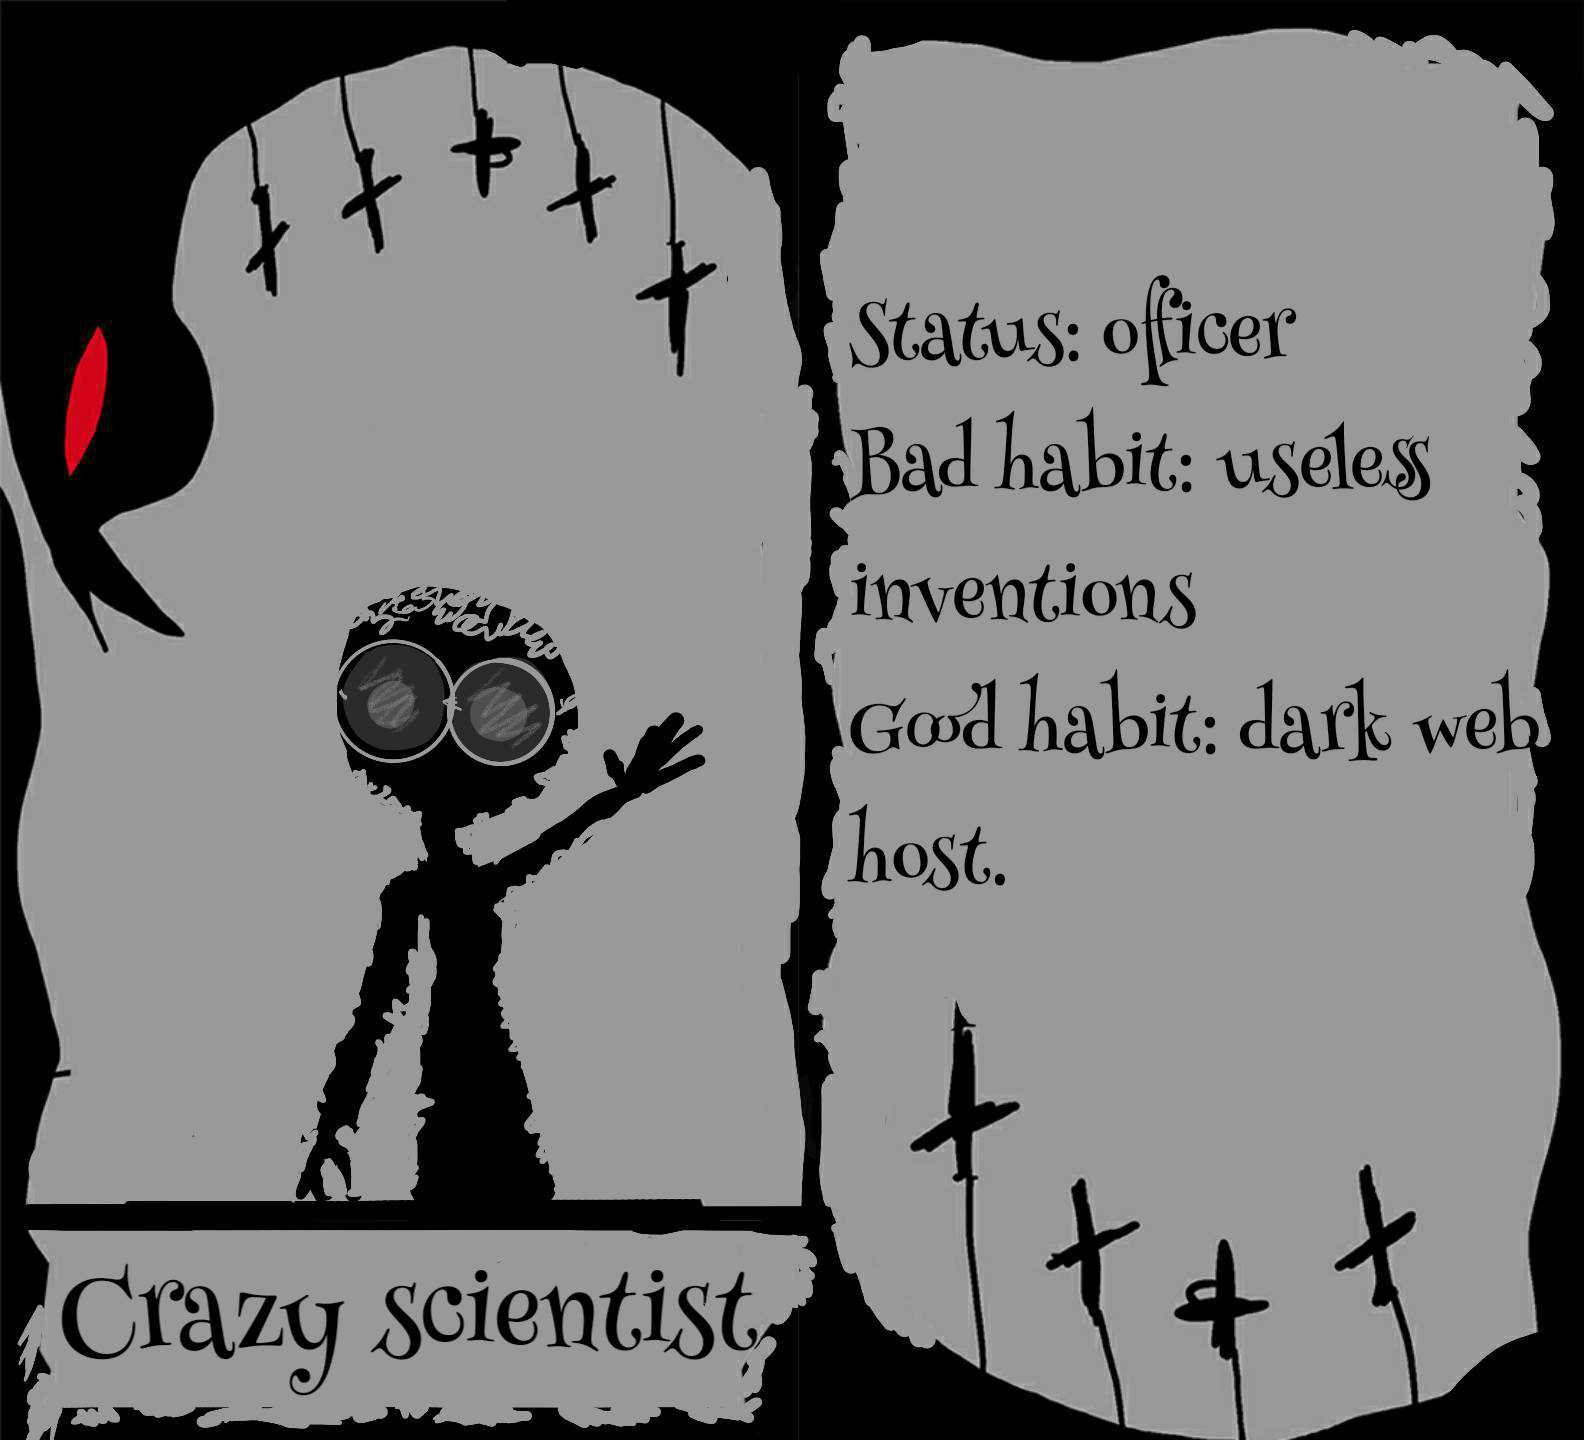 Crazy scientist
Status: officer
Bad habit: useless
inventions
Good habit: dark web
host.